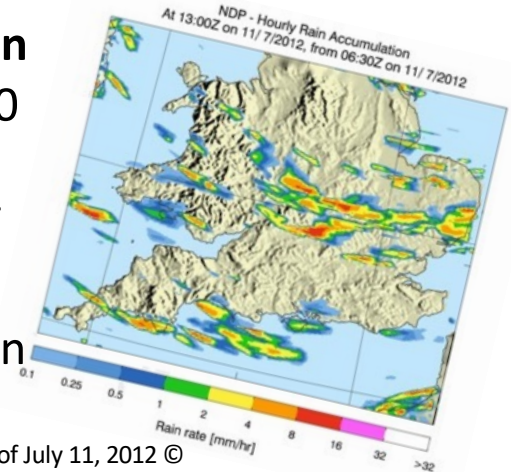 n
0
n
NDP - Hourly Rain Accumulation
At 13:00Z on 11/ 7/2012, from 06:30Z on 11/ 7/2012
0.1 0.25 0.5 1 2 4 8 16 32 >32
Rain rate [mm/hr]
of July 11, 2012 ©